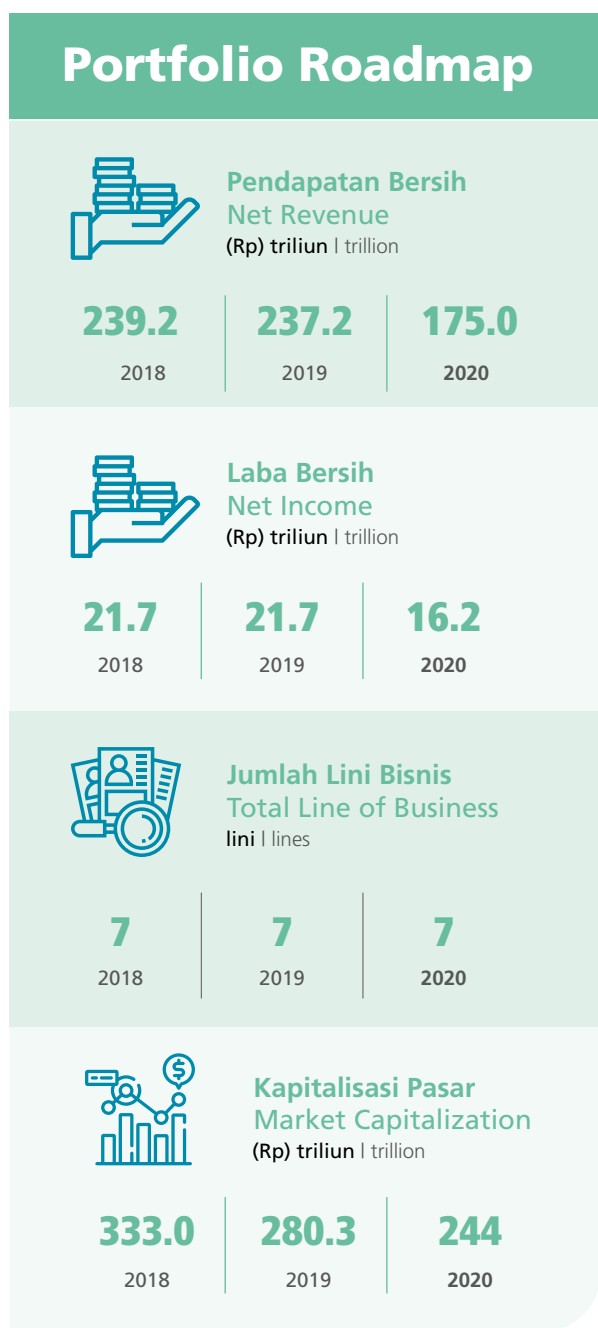 Portfolio Roadmap
Pendapatan Bersih
Net Revenue
(Rp) triliun | trillion
239.2 237.2 175.0
2018 2019 2020
Laba Bersih
Net Income
(Rp) triliun | trillion
21.7 21.7 16.2
2018 2019 2020
Jumlah Lini Bisnis
Total Line of Business
lini | lines
7 7 7
2018 2019 2020
$
Kapitalisasi Pasar
Market Capitalization
(Rp) triliun | trillion
333.0 280.3 244
2018 2019 2020